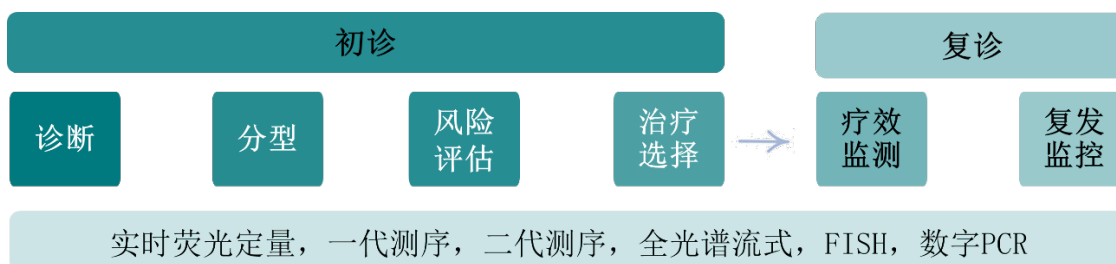 初诊
复诊
诊断
分型
风险
评估
治疗
选择
疗效
监测
复发
监控
实时荧光定量，一代测序，二代测序，全光谱流式，FISH，数字PCR